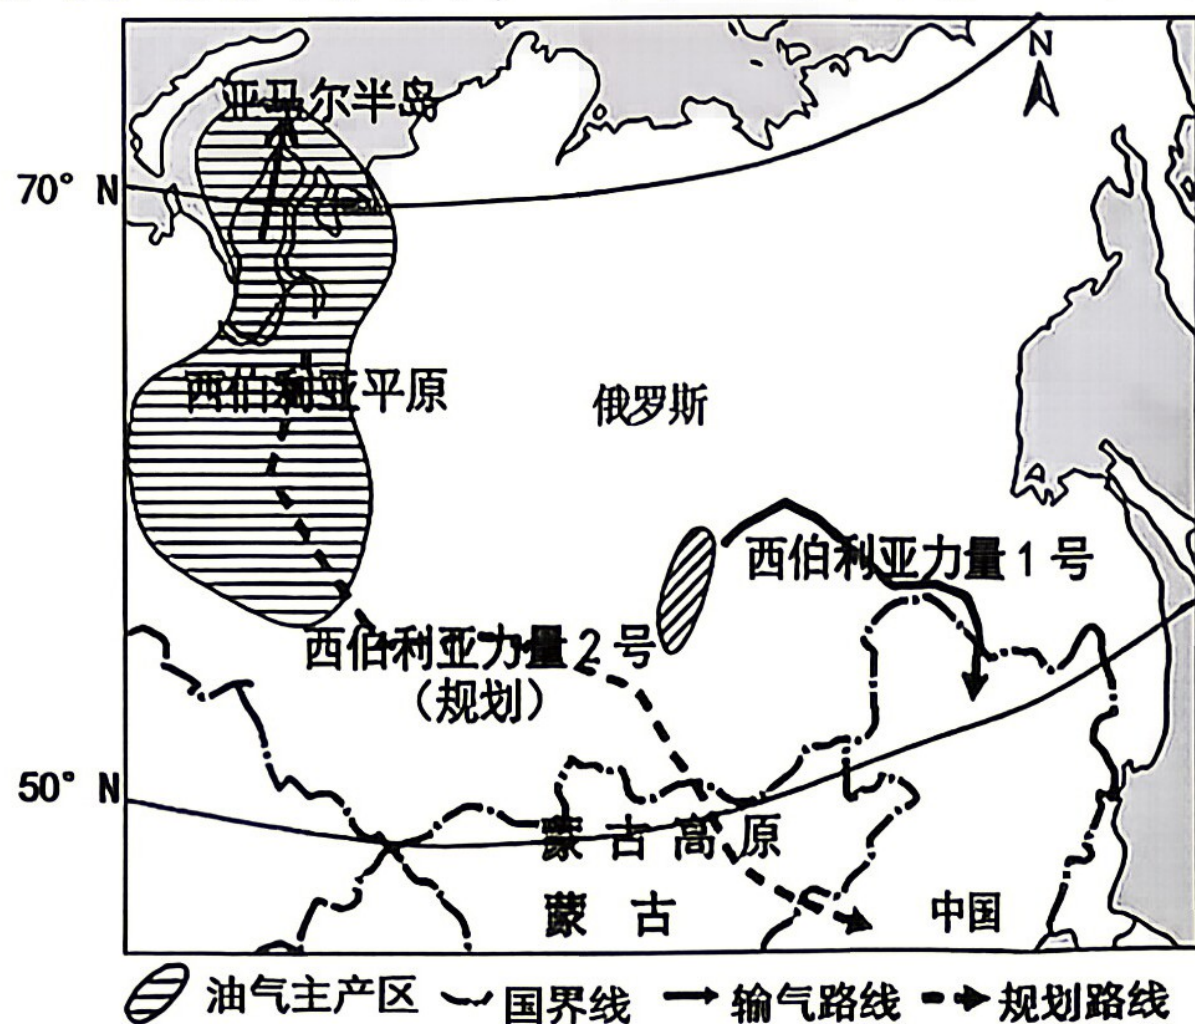 N
亚马尔半岛
70° N
西伯利亚平原
俄罗斯
西伯利亚力量1号
西伯利亚力量2号
（规划）
50° N
蒙古高原
蒙古
中国
油气主产区
国界线
输气路线
规划路线